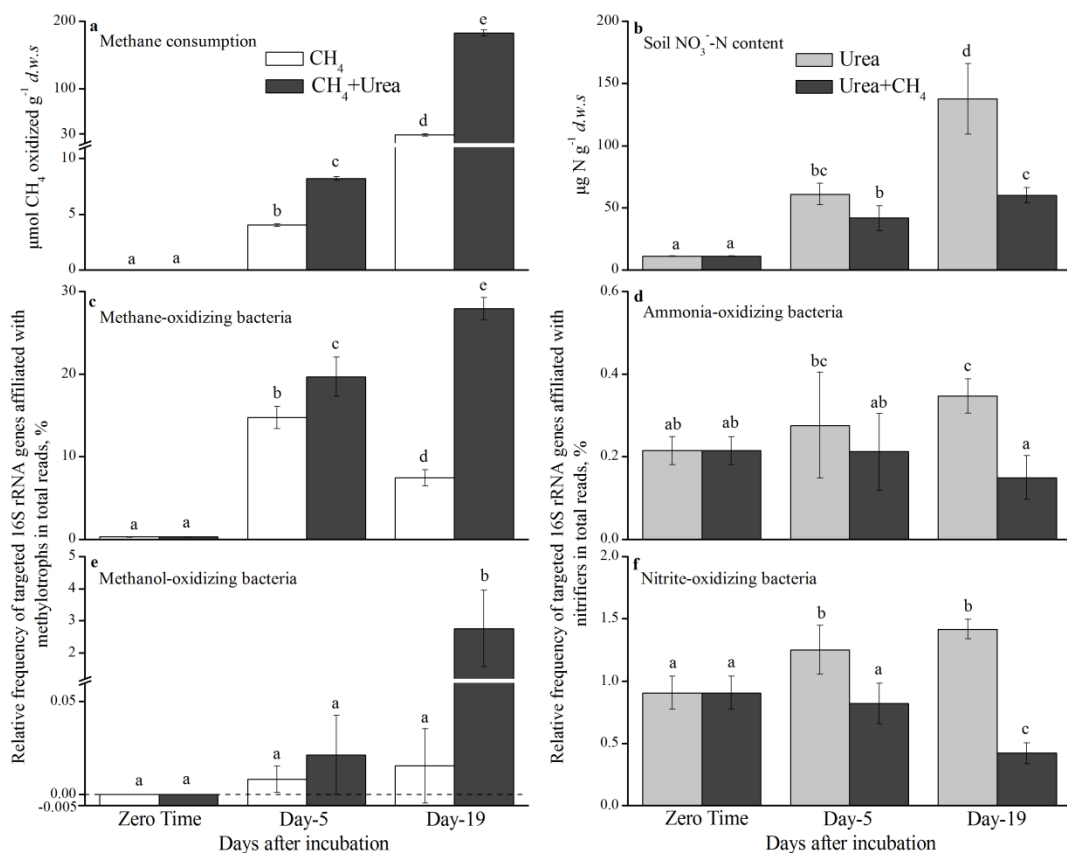 a Methane consumption
CH₄
CH₄+Urea
μmol CH₄ oxidized g⁻¹ d.w.s
200
100
30
10
5
0
a a b c d e
b Soil NO₃⁻-N content
Urea
Urea+CH₄
μg N g⁻¹ d.w.s
200
150
100
50
0
a a bc b d c
c Methane-oxidizing bacteria
30
20
10
0
a a b c d e
d Ammonia-oxidizing bacteria
0.6
0.4
0.2
0.0
ab ab bc ab c a
e Methanol-oxidizing bacteria
5
4
3
2
0.05
0.00
-0.005
a a a a a b
f Nitrite-oxidizing bacteria
2.0
1.5
1.0
0.5
0.0
a a b a b c
Relative frequency of targeted 16S rRNA genes affiliated with
methylotrophs in total reads, %
Relative frequency of targeted 16S rRNA genes affiliated with
nitrifiers in total reads, %
Zero Time Day-5 Day-19
Days after incubation
Zero Time Day-5 Day-19
Days after incubation